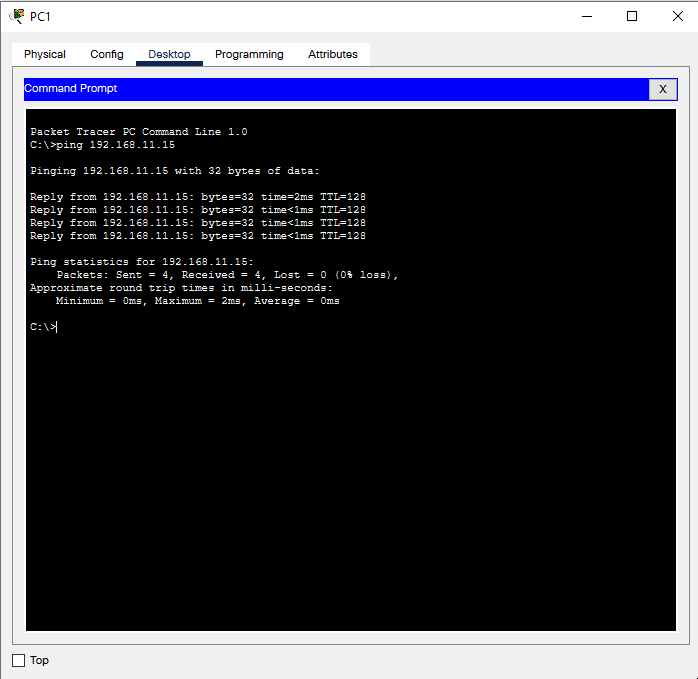 PC1
Physical Config Desktop Programming Attributes
Command Prompt X
Packet Tracer PC Command Line 1.0
C:\>ping 192.168.11.15
Pinging 192.168.11.15 with 32 bytes of data:
Reply from 192.168.11.15: bytes=32 time=2ms TTL=128
Reply from 192.168.11.15: bytes=32 time<1ms TTL=128
Reply from 192.168.11.15: bytes=32 time<1ms TTL=128
Reply from 192.168.11.15: bytes=32 time<1ms TTL=128
Ping statistics for 192.168.11.15:
    Packets: Sent = 4, Received = 4, Lost = 0 (0% loss),
Approximate round trip times in milli-seconds:
    Minimum = 0ms, Maximum = 2ms, Average = 0ms
C:\>
Top